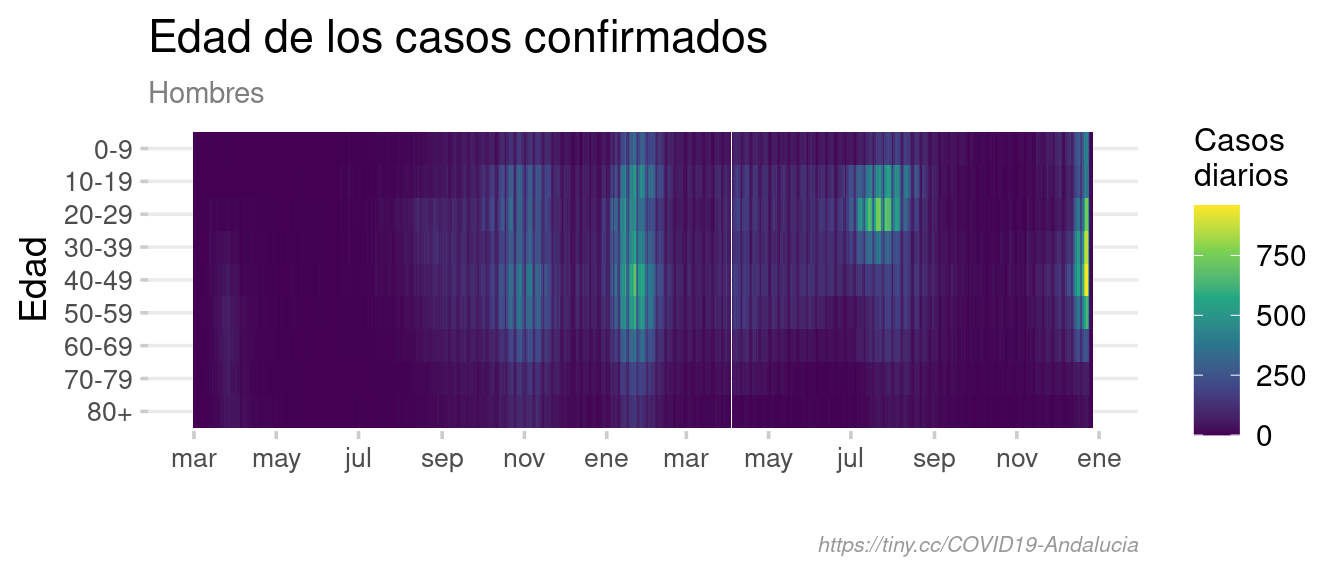 Edad de los casos confirmados
Hombres
Edad
0-9
10-19
20-29
30-39
40-49
50-59
60-69
70-79
80+
mar may jul sep nov ene mar may jul sep nov ene
Casos
diarios
750
500
250
0
https://tiny.cc/COVID19-Andalucia